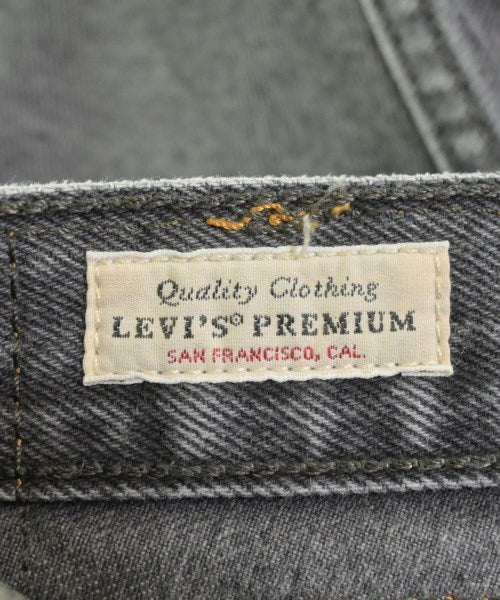 Quality Clothing
LEVI'S® PREMIUM
SAN FRANCISCO, CAL.